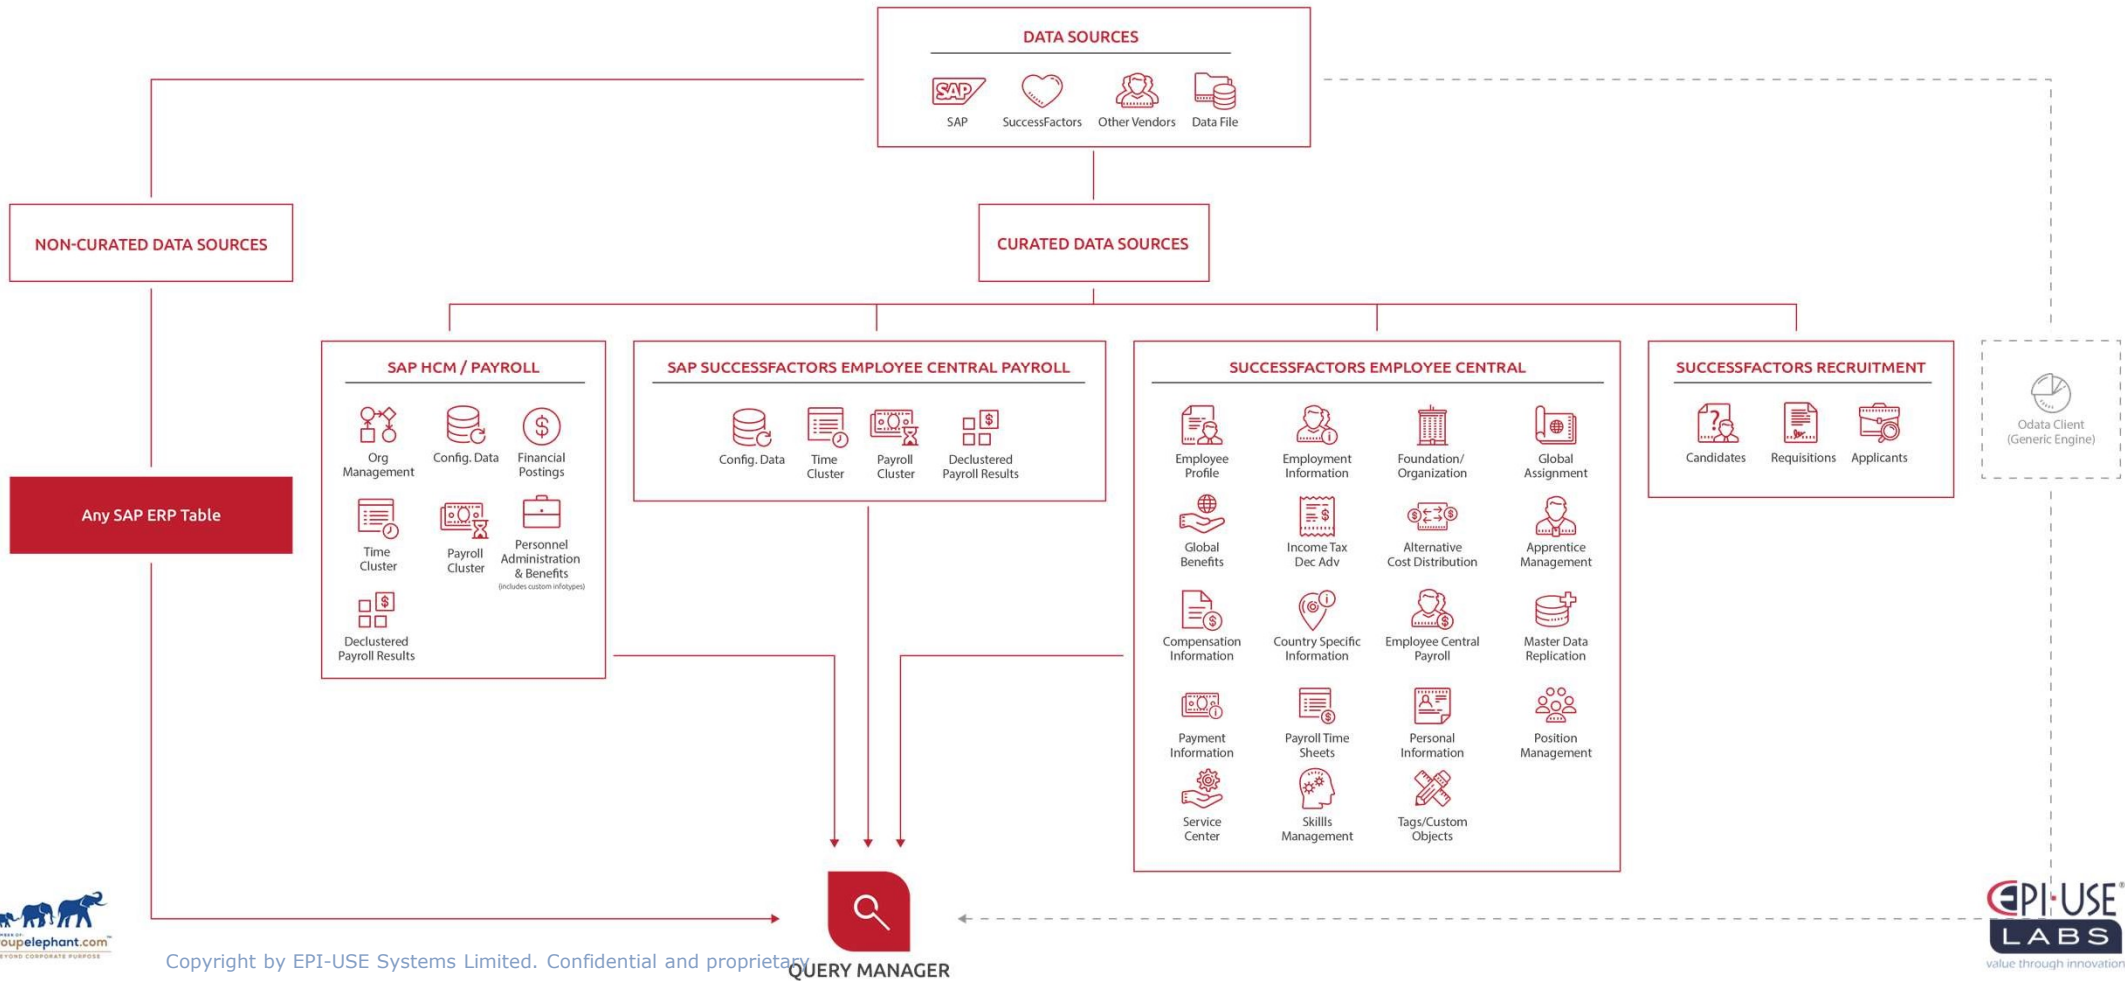 DATA SOURCES
SAP
SAP
SuccessFactors
Other Vendors
Data File
NON-CURATED DATA SOURCES
CURATED DATA SOURCES
Any SAP ERP Table
SAP HCM / PAYROLL
Org
Management
Config. Data
Financial
Postings
Time
Cluster
Payroll
Cluster
Personnel
Administration
& Benefits
(includes custom infotypes)
Declustered
Payroll Results
SAP SUCCESSFACTORS EMPLOYEE CENTRAL PAYROLL
Config. Data
Time
Cluster
Payroll
Cluster
Declustered
Payroll Results
SUCCESSFACTORS EMPLOYEE CENTRAL
Employee
Profile
Employment
Information
Foundation/
Organization
Global
Assignment
Global
Benefits
Income Tax
Dec Adv
Alternative
Cost Distribution
Apprentice
Management
Compensation
Information
Country Specific
Information
Employee Central
Payroll
Master Data
Replication
Payment
Information
Payroll Time
Sheets
Personal
Information
Position
Management
Service
Center
Skillls
Management
Tags/Custom
Objects
SUCCESSFACTORS RECRUITMENT
Candidates
Requisitions
Applicants
Odata Client
(Generic Engine)
QUERY MANAGER
oupelephant.com™
EYOND CORPORATE PURPOSE
Copyright by EPI-USE Systems Limited. Confidential and proprietary
EPI-USE®
LABS
value through innovation